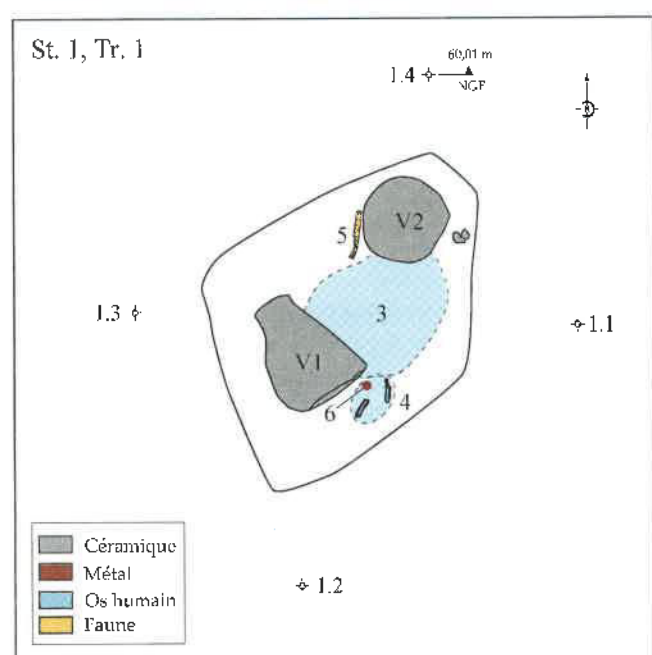 St. 1, Tr. 1
60,01 m
1.4
NGF
V2
5
3
1.3
1.1
V1
6
4
Céramique
Métal
Os humain
Faune
1.2